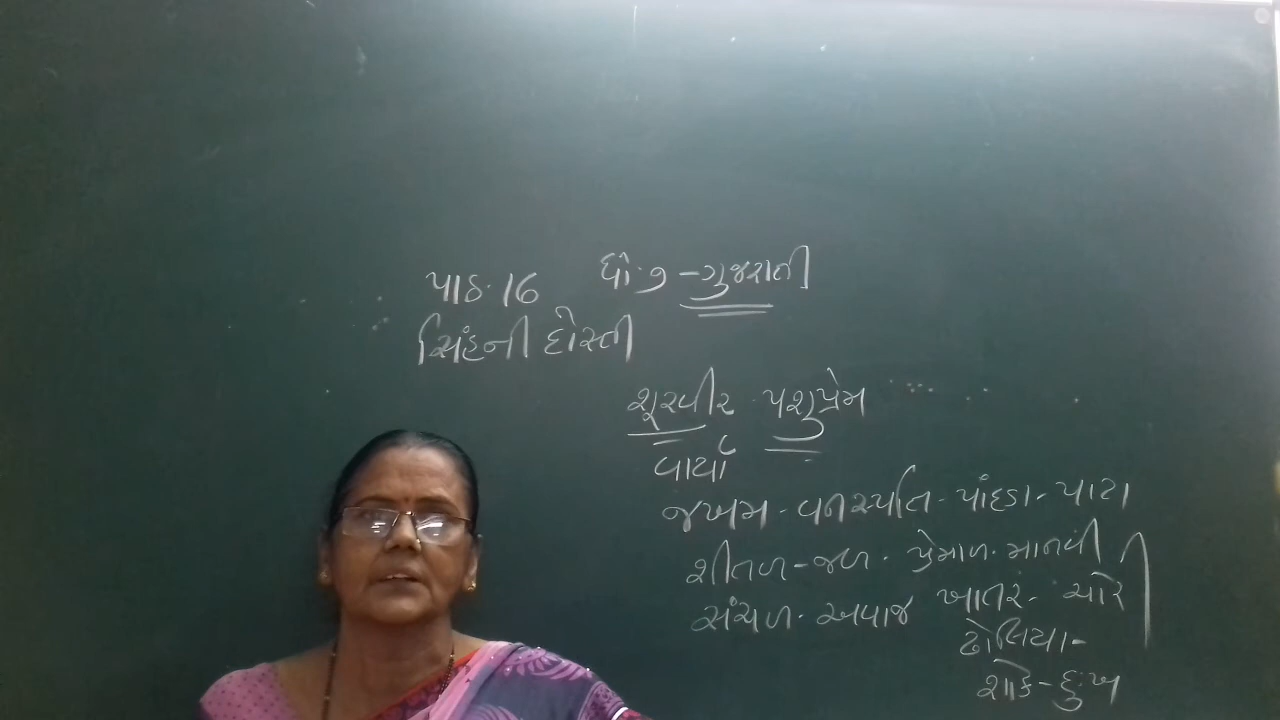 પાઠ.16 ધો.૭ - ગુજરાતી
સિંહની દોસ્તી
શૂરવીર પશુપ્રેમ
વાર્યા
જખમ - વનસ્પતિ - પાંદડા - પાટા
શીતળ - જળ . પ્રેમાળ . માનવી
સંચળ . અવાજ ખાતર - ચોરી
ઢોલિયા -
શોક - દુઃખ